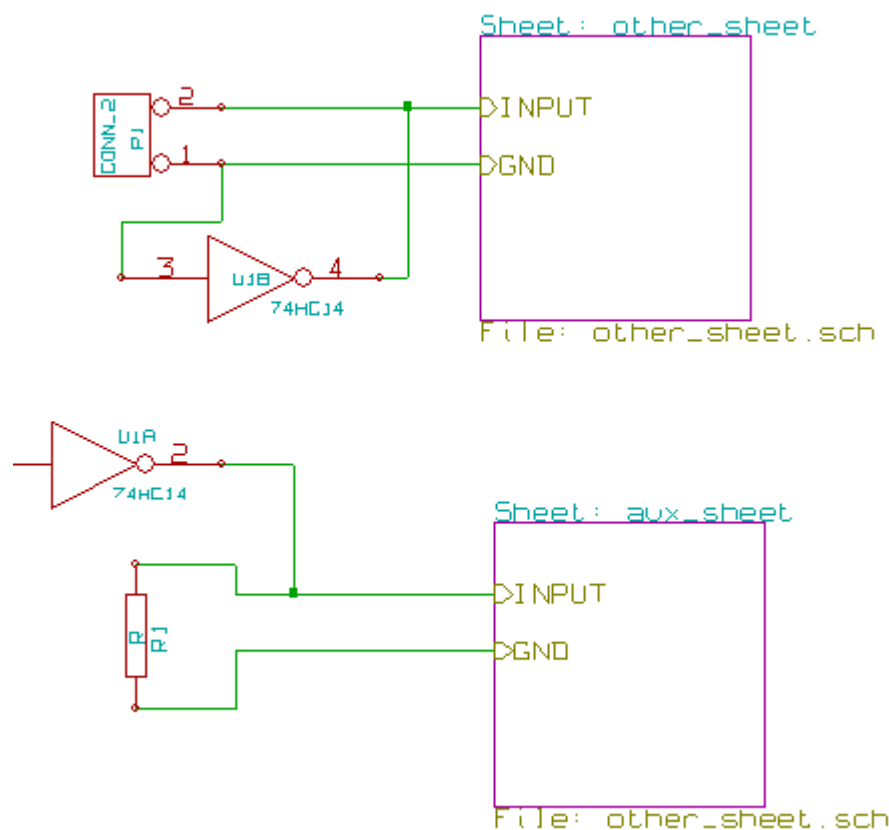 Sheet: other_sheet
CONN_2
P1
2
1
INPUT
GND
3
U1B
4
74HC14
File: other_sheet.sch
U1A
2
74HC14
Sheet: aux_sheet
R
R1
INPUT
GND
File: other_sheet.sch